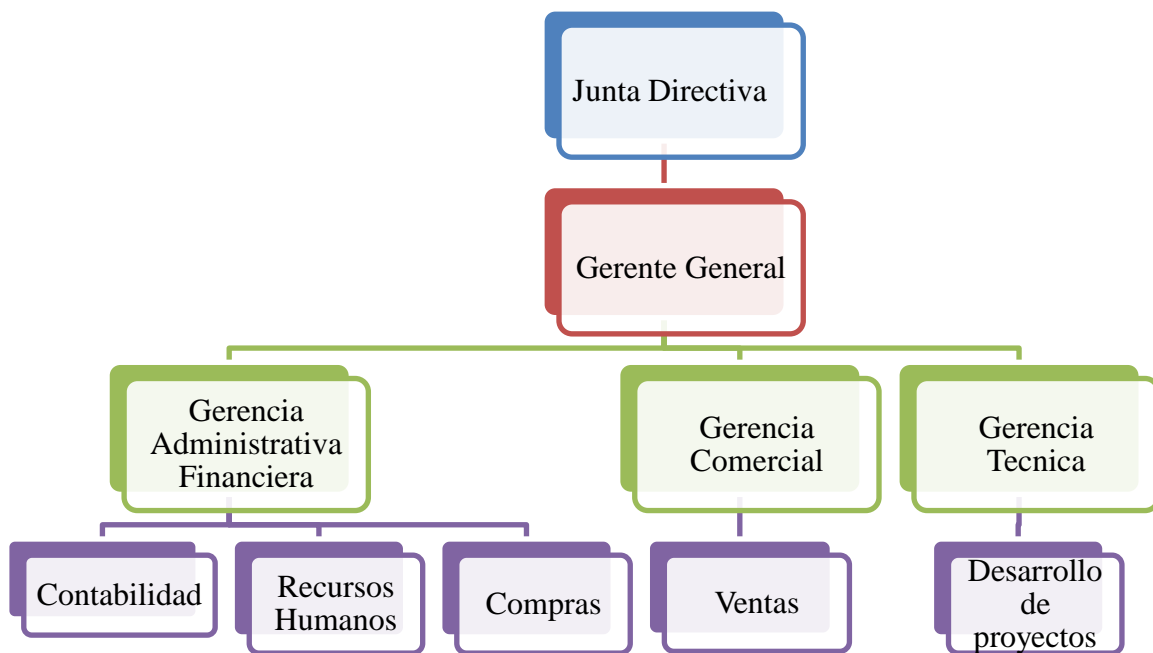 Junta Directiva
Gerente General
Gerencia
Administrativa
Financiera
Gerencia
Comercial
Gerencia
Tecnica
Contabilidad
Recursos
Humanos
Compras
Ventas
Desarrollo
de
proyectos